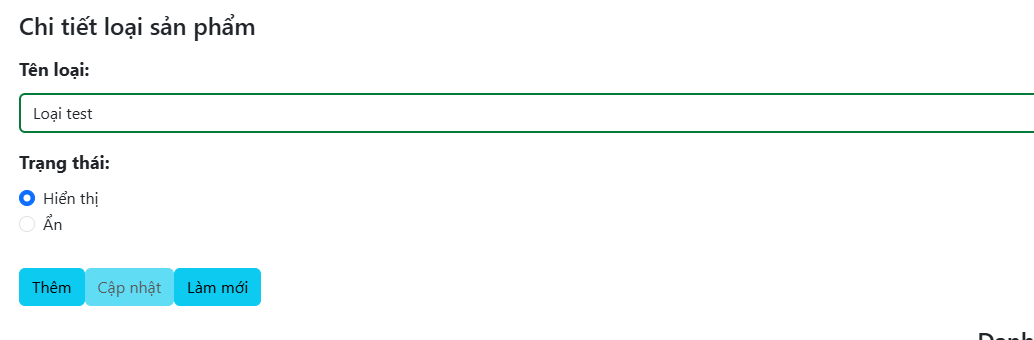 Chi tiết loại sản phẩm
Tên loại:
Loại test
Trạng thái:
Hiển thị
Ẩn
Thêm Cập nhật Làm mới